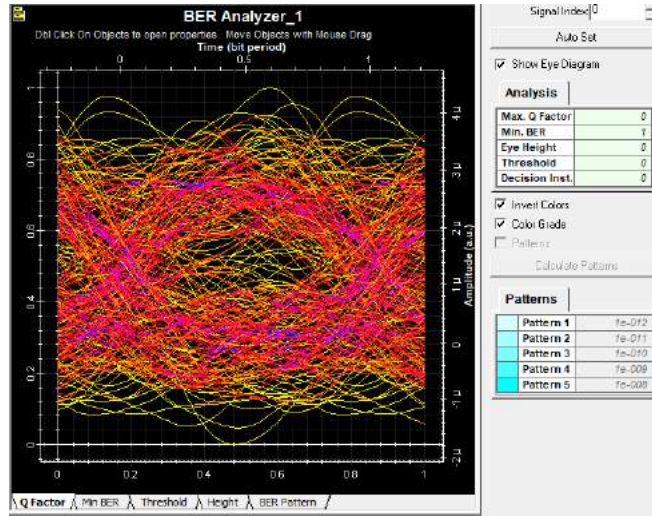 BER Analyzer_1
Dbl Click On Objects to open properties. Move Objects with Mouse Drag
Time (bit period)
0 0.5 1
1
0.8
0.6
0.4
0.2
0
4 µ
3 µ
2 µ
1 µ
0
-1 µ
-2 µ
Amplitude (a.u.)
0 0.2 0.4 0.6 0.8 1
Q Factor Min BER Threshold Height BER Pattern
Signal Index: 0
Auto Set
Show Eye Diagram
Analysis
Max. Q Factor 0
Min. BER 1
Eye Height 0
Threshold 0
Decision Inst. 0
Invert Colors
Color Grade
Patterns
Calculate Patterns
Patterns
Pattern 1 1e-012
Pattern 2 1e-011
Pattern 3 1e-010
Pattern 4 1e-009
Pattern 5 1e-008